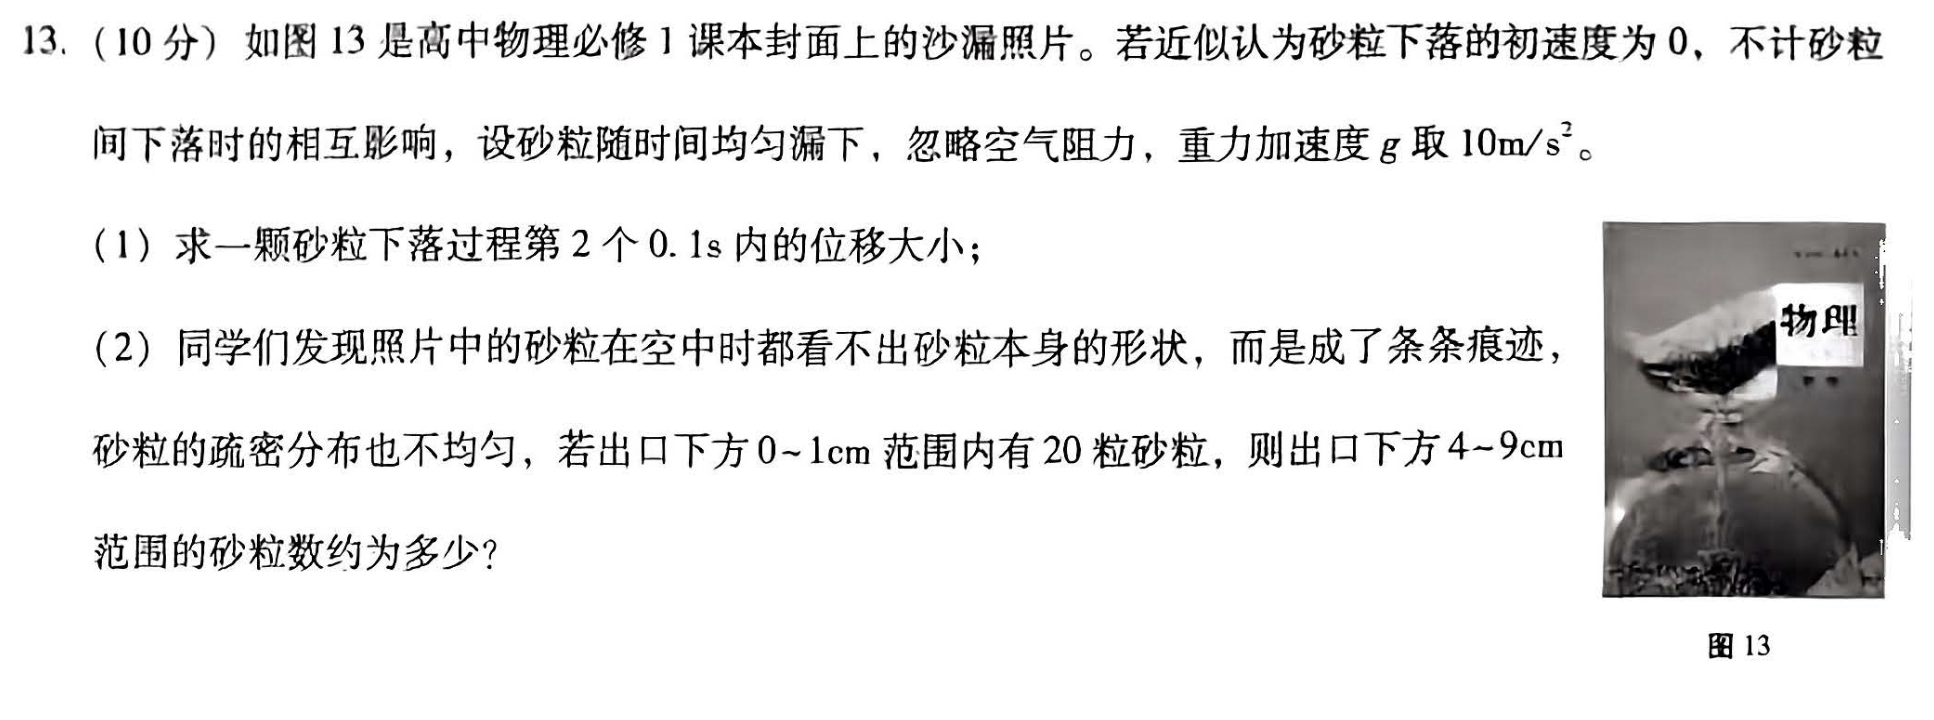 13. (10 分) 如图 13 是高中物理必修 1 课本封面上的沙漏照片。若近似认为砂粒下落的初速度为 0，不计砂粒
间下落时的相互影响，设砂粒随时间均匀漏下，忽略空气阻力，重力加速度 g 取 10m/s²。
(1) 求一颗砂粒下落过程第 2 个 0.1s 内的位移大小；
(2) 同学们发现照片中的砂粒在空中时都看不出砂粒本身的形状，而是成了条条痕迹，
砂粒的疏密分布也不均匀，若出口下方 0~1cm 范围内有 20 粒砂粒，则出口下方 4~9cm
范围的砂粒数约为多少?
物理
图 13